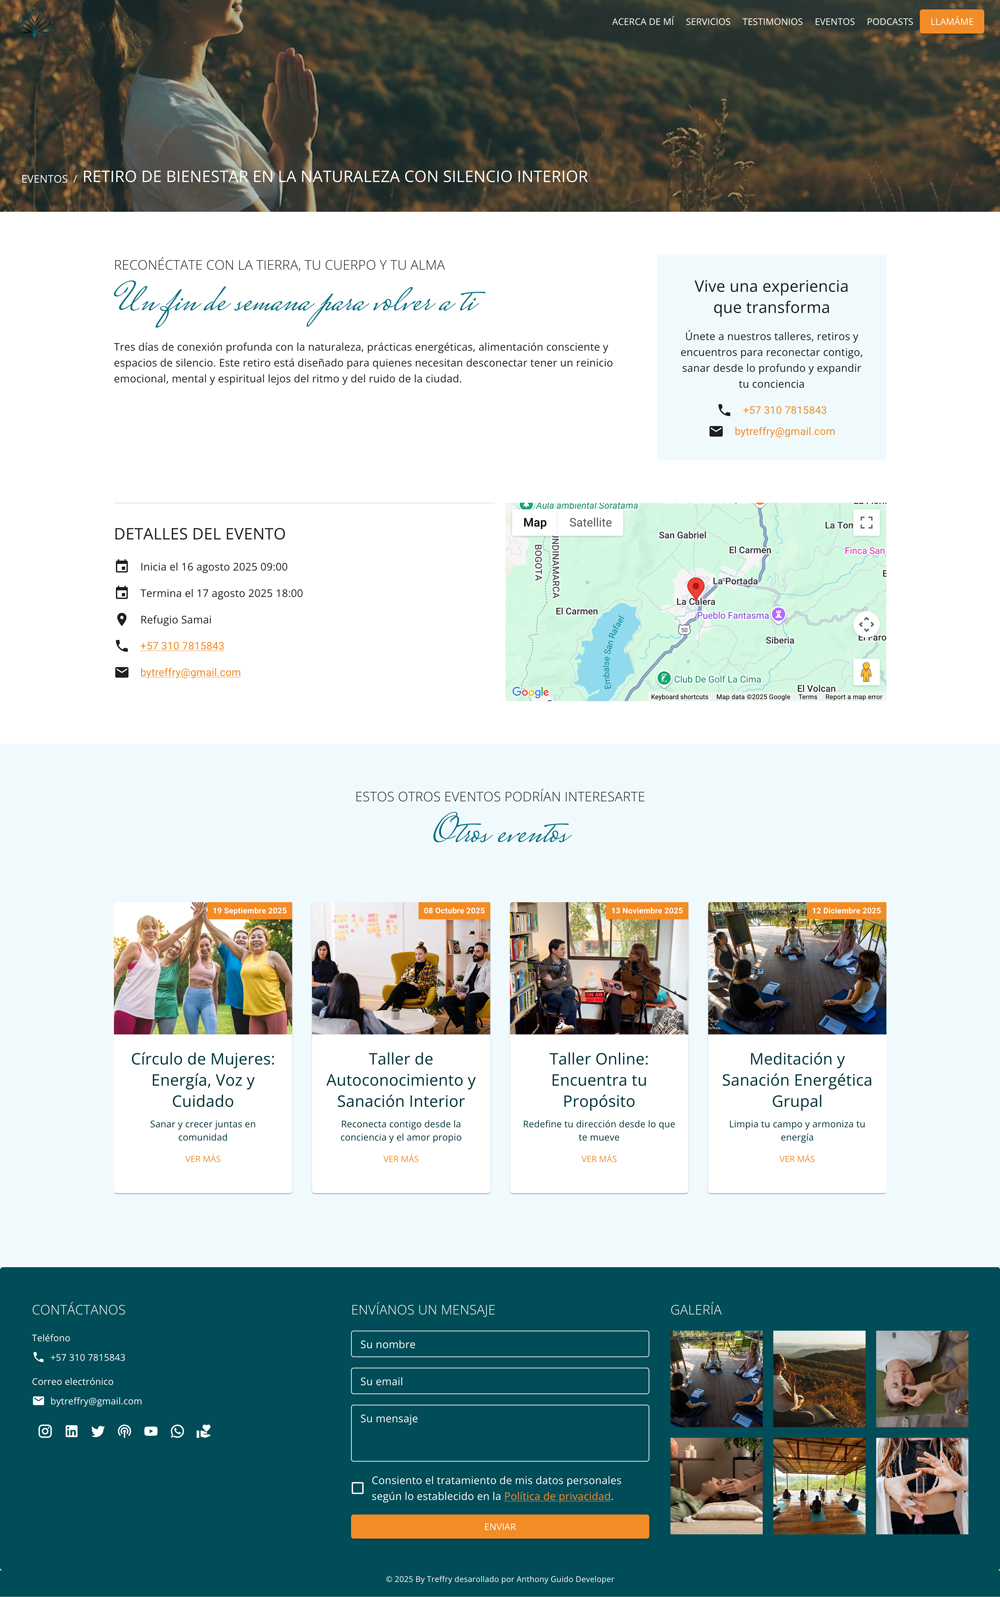 ACERCA DE MÍ SERVICIOS TESTIMONIOS EVENTOS PODCASTS LLAMÁME
EVENTOS / RETIRO DE BIENESTAR EN LA NATURALEZA CON SILENCIO INTERIOR
RECONÉCTATE CON LA TIERRA, TU CUERPO Y TU ALMA
Un fin de semana para volver a ti
Tres días de conexión profunda con la naturaleza, prácticas energéticas, alimentación consciente y
espacios de silencio. Este retiro está diseñado para quienes necesitan desconectar tener un reinicio
emocional, mental y espiritual lejos del ritmo y del ruido de la ciudad.
Vive una experiencia
que transforma
Únete a nuestros talleres, retiros y
encuentros para reconectar contigo,
sanar desde lo profundo y expandir
tu conciencia
+57 310 7815843
bytreffry@gmail.com
DETALLES DEL EVENTO
Inicia el 16 agosto 2025 09:00
Termina el 17 agosto 2025 18:00
Refugio Samai
+57 310 7815843
bytreffry@gmail.com
Aula ambiental Soratama
Map Satellite
La Tom
San Gabriel
El Carmen
Finca San
BOGOTA
UNDINAMARCA
La Portada
La Calera
Pueblo Fantasma
El Carmen
50
Siberia
El Faro
Embalse San Rafael
Club De Golf La Cima
El Volcan
Google
Keyboard shortcuts Map data ©2025 Google Terms Report a map error
ESTOS OTROS EVENTOS PODRÍAN INTERESARTE
Otros eventos
19 Septiembre 2025
Círculo de Mujeres:
Energía, Voz y
Cuidado
Sanar y crecer juntas en
comunidad
VER MÁS
08 Octubre 2025
Taller de
Autoconocimiento y
Sanación Interior
Reconecta contigo desde la
conciencia y el amor propio
VER MÁS
13 Noviembre 2025
ON AIR
Taller Online:
Encuentra tu
Propósito
Redefine tu dirección desde lo que
te mueve
VER MÁS
12 Diciembre 2025
Meditación y
Sanación Energética
Grupal
Limpia tu campo y armoniza tu
energía
VER MÁS
CONTÁCTANOS
Teléfono
+57 310 7815843
Correo electrónico
bytreffry@gmail.com
ENVÍANOS UN MENSAJE
Su nombre
Su email
Su mensaje
Consiento el tratamiento de mis datos personales
según lo establecido en la Política de privacidad.
ENVIAR
GALERÍA
© 2025 By Treffry desarollado por Anthony Guido Developer